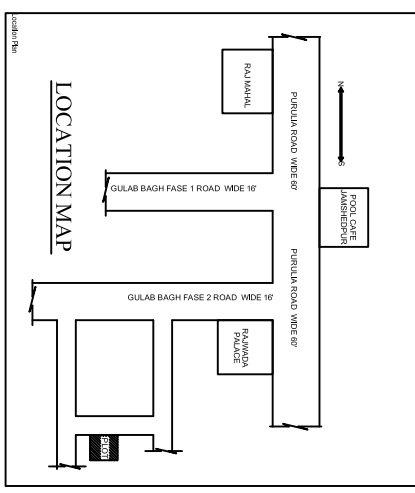 Location Plan
LOCATION MAP
RAJ MAHAL
N
S
PURULIA ROAD WIDE 60'
PURULIA ROAD WIDE 60'
POOL CAFE
JAMSHEDPUR
GULAB BAGH FASE 1 ROAD WIDE 16'
GULAB BAGH FASE 2 ROAD WIDE 16'
RAJWADA
PALACE
PLOT